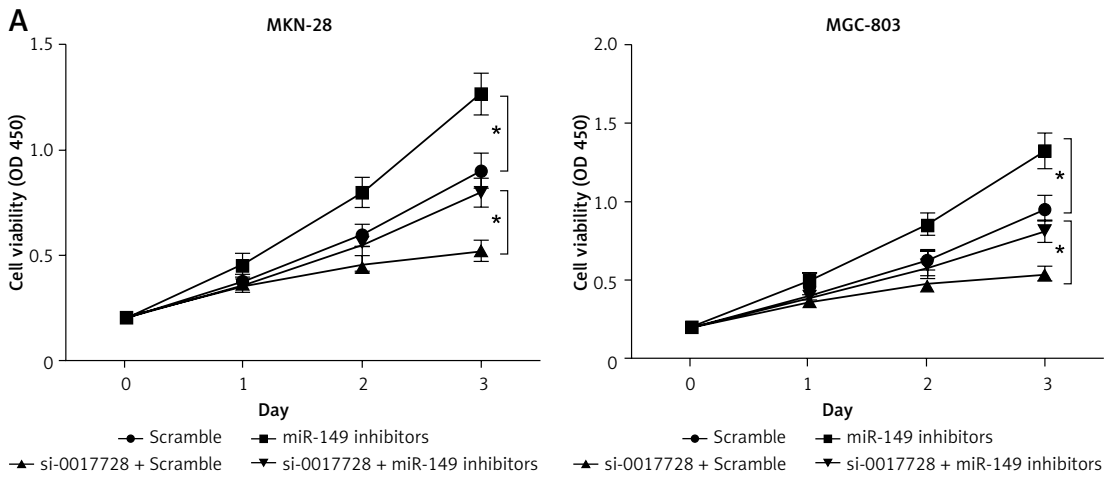 A
MKN-28
Cell viability (OD 450)
1.5
1.0
0.5
0
*
*
0 1 2 3
Day
Scramble miR-149 inhibitors
si-0017728 + Scramble si-0017728 + miR-149 inhibitors
MGC-803
Cell viability (OD 450)
2.0
1.5
1.0
0.5
0
*
*
0 1 2 3
Day
Scramble miR-149 inhibitors
si-0017728 + Scramble si-0017728 + miR-149 inhibitors